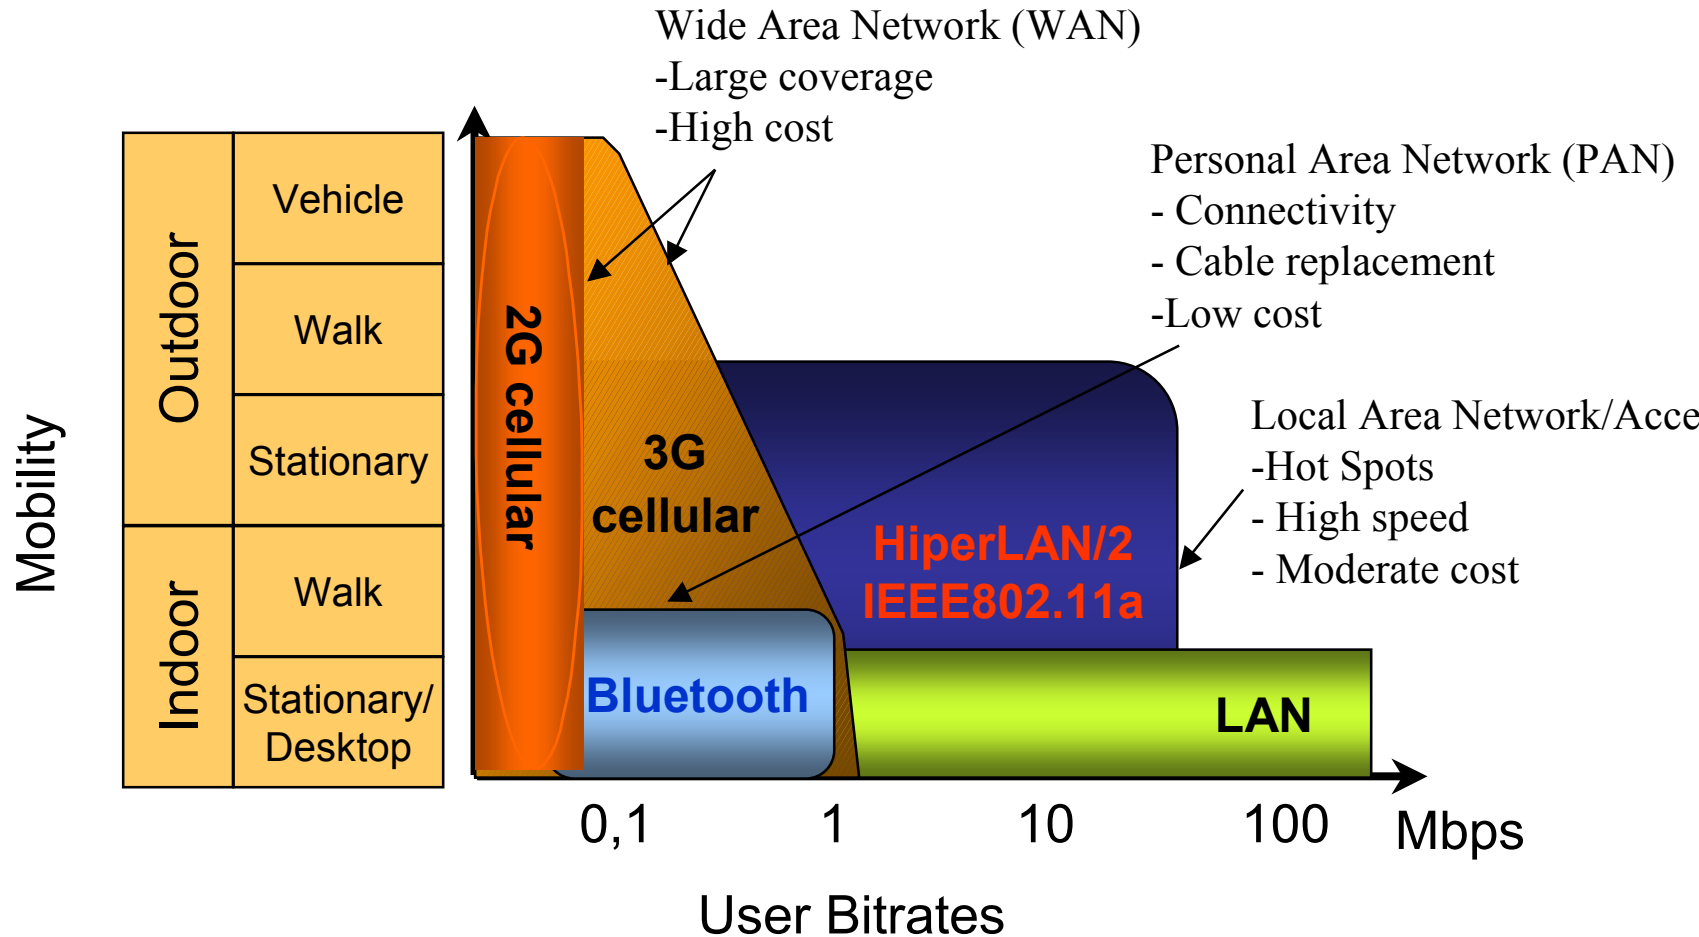 Wide Area Network (WAN)
-Large coverage
-High cost
Personal Area Network (PAN)
- Connectivity
- Cable replacement
-Low cost
Local Area Network/Acce
-Hot Spots
- High speed
- Moderate cost
Mobility
Outdoor
Vehicle
Walk
Stationary
Indoor
Walk
Stationary/
Desktop
2G cellular
3G
cellular
HiperLAN/2
IEEE802.11a
Bluetooth
LAN
0,1
1
10
100
Mbps
User Bitrates